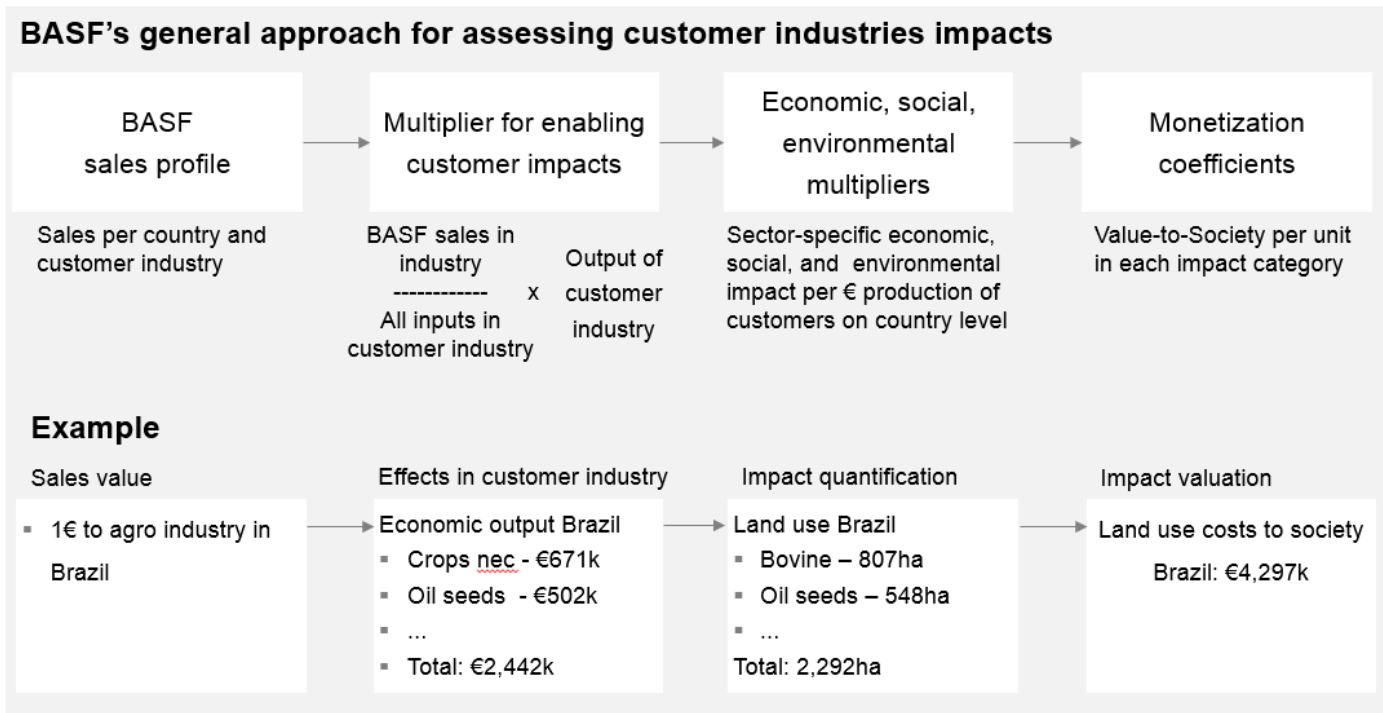 BASF’s general approach for assessing customer industries impacts
BASF
sales profile
Multiplier for enabling
customer impacts
Economic, social,
environmental
multipliers
Monetization
coefficients
Sales per country and
customer industry
BASF sales in
industry
------------
All inputs in
customer industry
x
Output of
customer
industry
Sector-specific economic,
social, and environmental
impact per € production of
customers on country level
Value-to-Society per unit
in each impact category
Example
Sales value
▪ 1€ to agro industry in
Brazil
Effects in customer industry
Economic output Brazil
▪ Crops nec - €671k
▪ Oil seeds - €502k
▪ ...
▪ Total: €2,442k
Impact quantification
Land use Brazil
▪ Bovine – 807ha
▪ Oil seeds – 548ha
▪ ...
Total: 2,292ha
Impact valuation
Land use costs to society
Brazil: €4,297k